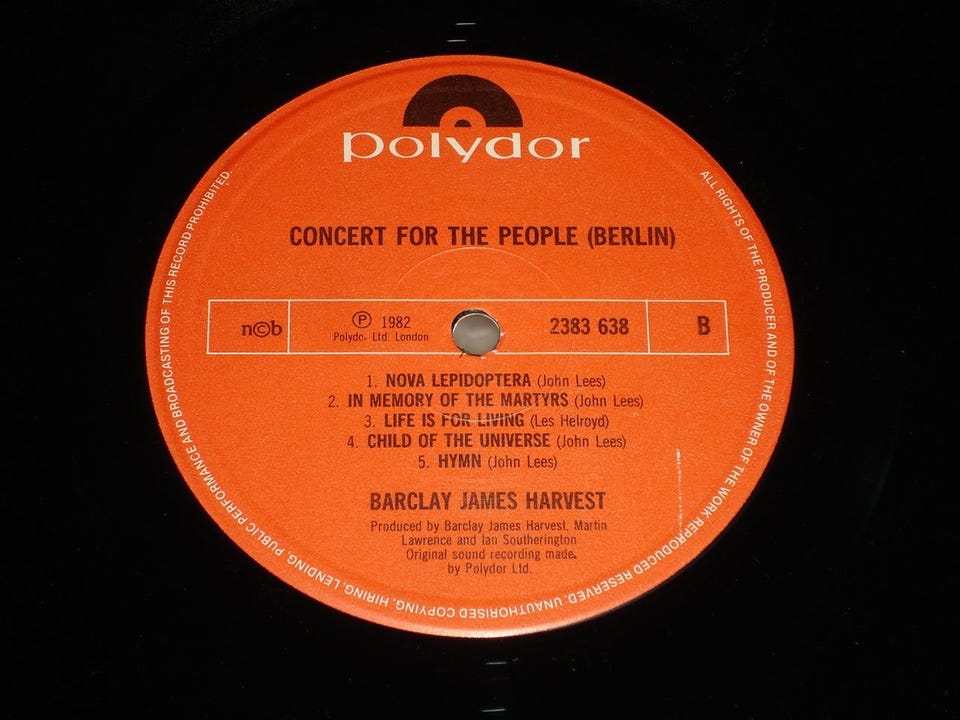 polydor
CONCERT FOR THE PEOPLE (BERLIN)
n©b
℗ 1982
Polydo. Ltd. London
2383 638
B
1. NOVA LEPIDOPTERA (John Lees)
2. IN MEMORY OF THE MARTYRS (John Lees)
3. LIFE IS FOR LIVING (Les Helroyd)
4. CHILD OF THE UNIVERSE (John Lees)
5. HYMN (John Lees)
BARCLAY JAMES HARVEST
Produced by Barclay James Harvest. Martin
Lawrence and Ian Southerington
Original sound recording made.
by Polydor Ltd.
ALL RIGHTS OF THE PRODUCER AND OF THE OWNER OF THE WORK REPRODUCED RESERVED. UNAUTHORISED COPYING, HIRING, LENDING, PUBLIC PERFORMANCE AND BROADCASTING OF THIS RECORD PROHIBITED.